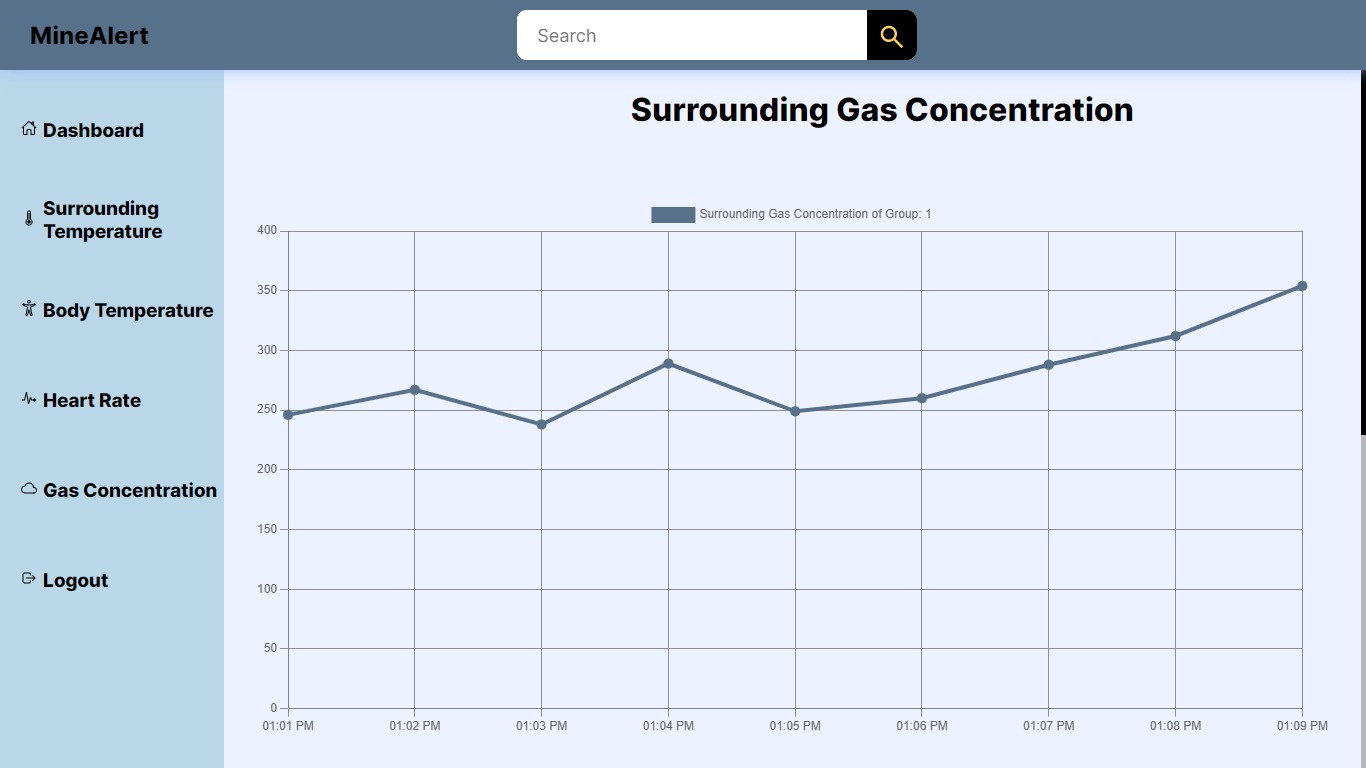 MineAlert
Search
Dashboard
Surrounding
Temperature
Body Temperature
Heart Rate
Gas Concentration
Logout
Surrounding Gas Concentration
Surrounding Gas Concentration of Group: 1
400
350
300
250
200
150
100
50
0
01:01 PM 01:02 PM 01:03 PM 01:04 PM 01:05 PM 01:06 PM 01:07 PM 01:08 PM 01:09 PM